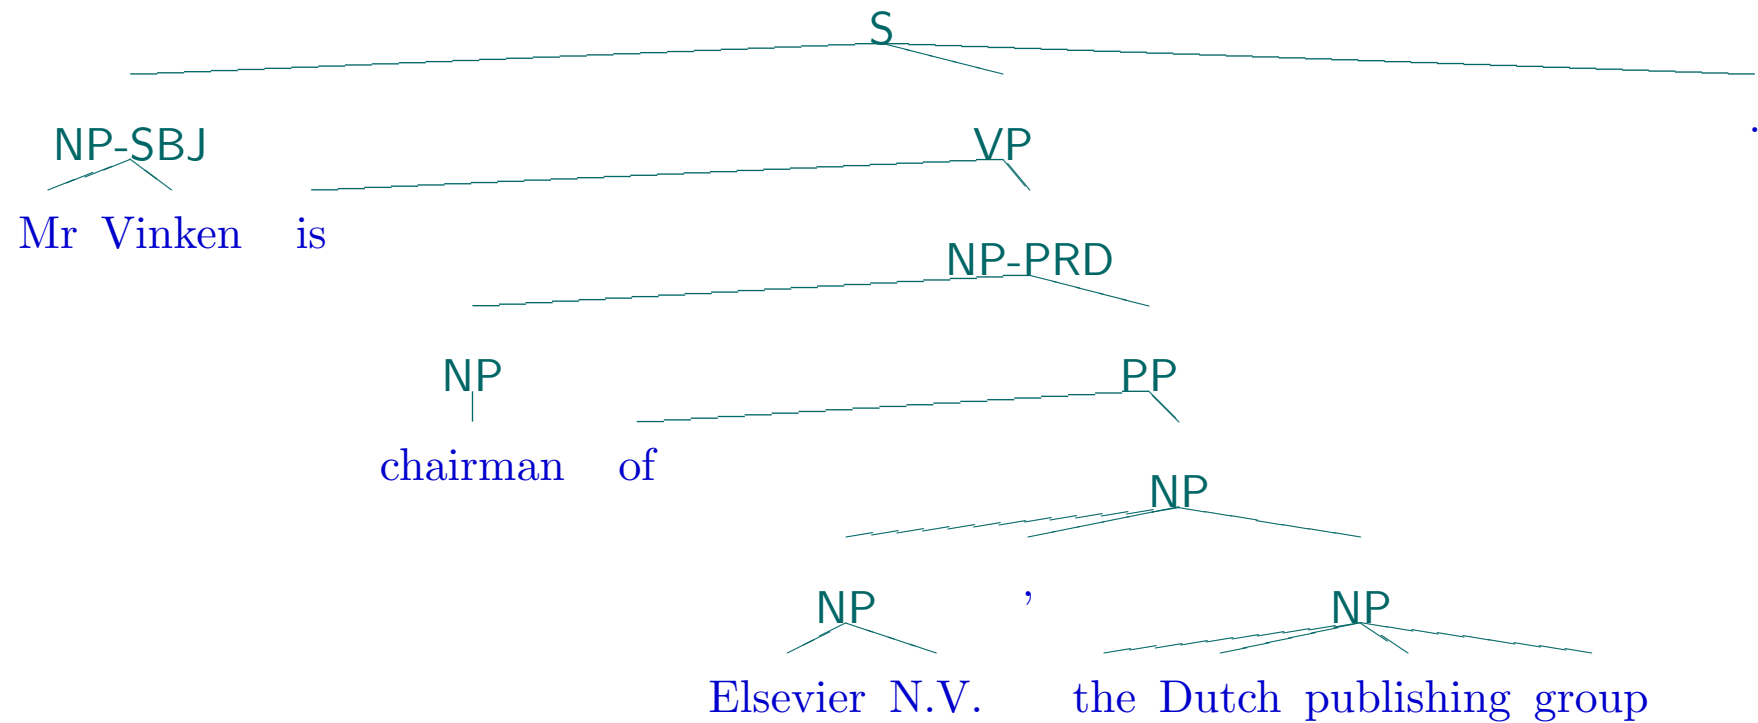 S
NP-SBJ VP .
Mr Vinken is
NP-PRD
NP PP
chairman of
NP
NP , NP
Elsevier N.V. the Dutch publishing group